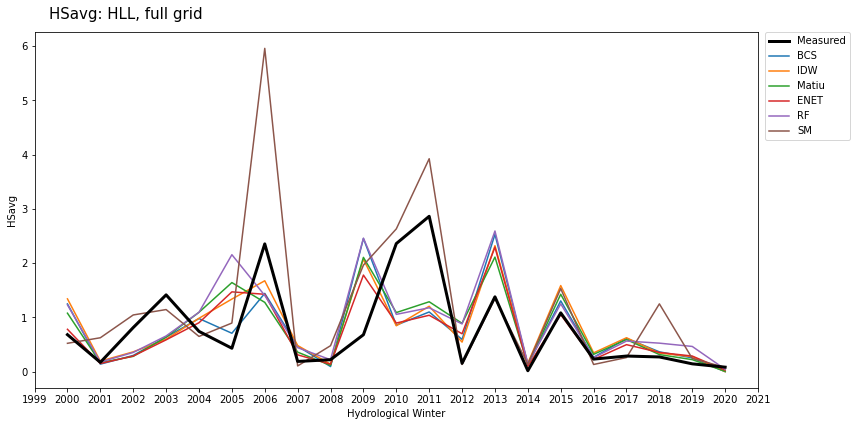 HSavg: HLL, full grid
Measured
BCS
IDW
Matiu
ENET
RF
SM
6
5
4
3
2
1
0
HSavg
1999 2000 2001 2002 2003 2004 2005 2006 2007 2008 2009 2010 2011 2012 2013 2014 2015 2016 2017 2018 2019 2020 2021
Hydrological Winter